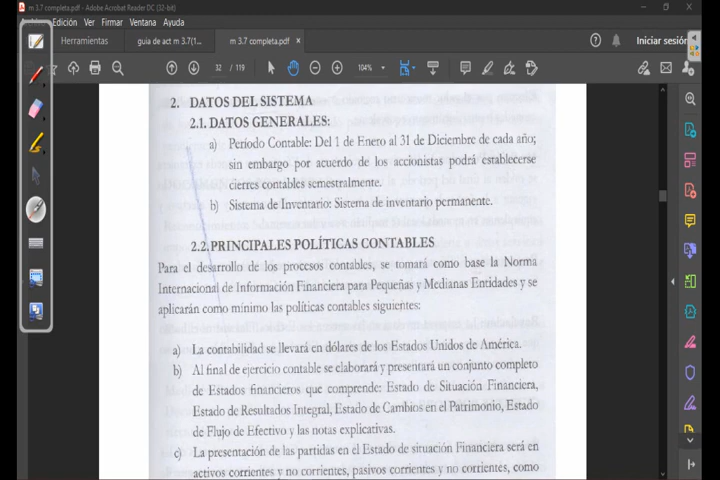 m 3.7 completa.pdf - Adobe Acrobat Reader DC (32-bit)
Edición Ver Firmar Ventana Ayuda
Herramientas
guia de act m 3.7(1...
m 3.7 completa.pdf ×
Iniciar sesión
32 / 119
104%
2. DATOS DEL SISTEMA
2.1. DATOS GENERALES:
a) Período Contable: Del 1 de Enero al 31 de Diciembre de cada año;
sin embargo por acuerdo de los accionistas podrá establecerse
cierres contables semestralmente.
b) Sistema de Inventario: Sistema de inventario permanente.
2.2. PRINCIPALES POLÍTICAS CONTABLES
Para el desarrollo de los procesos contables, se tomará como base la Norma
Internacional de Información Financiera para Pequeñas y Medianas Entidades y se
aplicarán como mínimo las políticas contables siguientes:
a) La contabilidad se llevará en dólares de los Estados Unidos de América.
b) Al final de ejercicio contable se elaborará y presentará un conjunto completo
de Estados financieros que comprende: Estado de Situación Financiera,
Estado de Resultados Integral, Estado de Cambios en el Patrimonio, Estado
de Flujo de Efectivo y las notas explicativas.
c) La presentación de las partidas en el Estado de situación Financiera será en
activos corrientes y no corrientes, pasivos corrientes y no corrientes, como